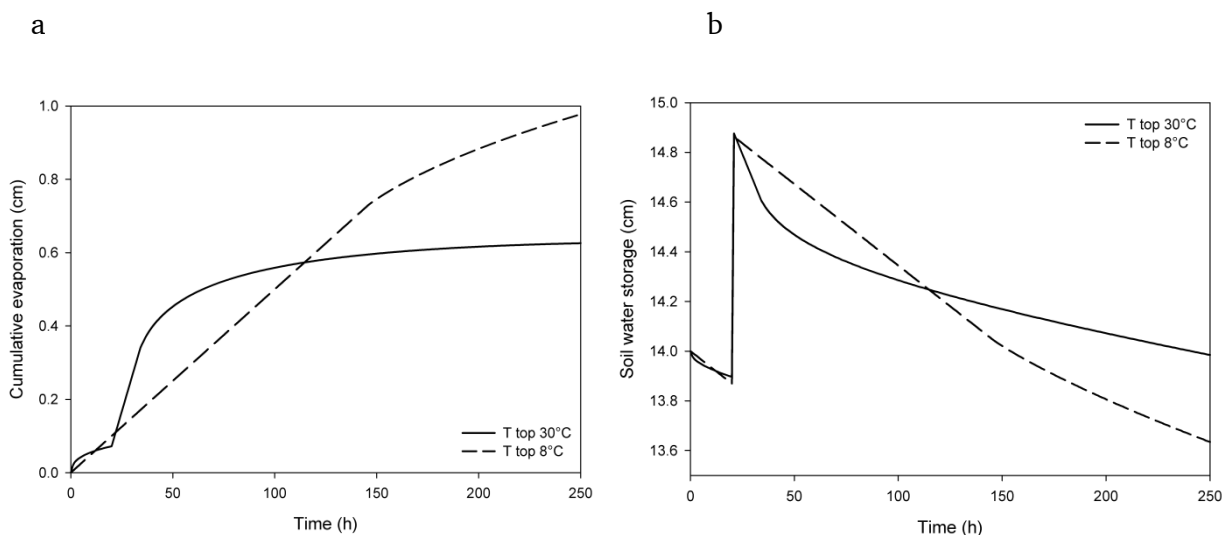 a
1.0
0.8
0.6
0.4
0.2
0.0
Cumulative evaporation (cm)
T top 30°C
T top 8°C
0
50
100
150
200
250
Time (h)
b
15.0
14.8
14.6
14.4
14.2
14.0
13.8
13.6
Soil water storage (cm)
T top 30°C
T top 8°C
0
50
100
150
200
250
Time (h)